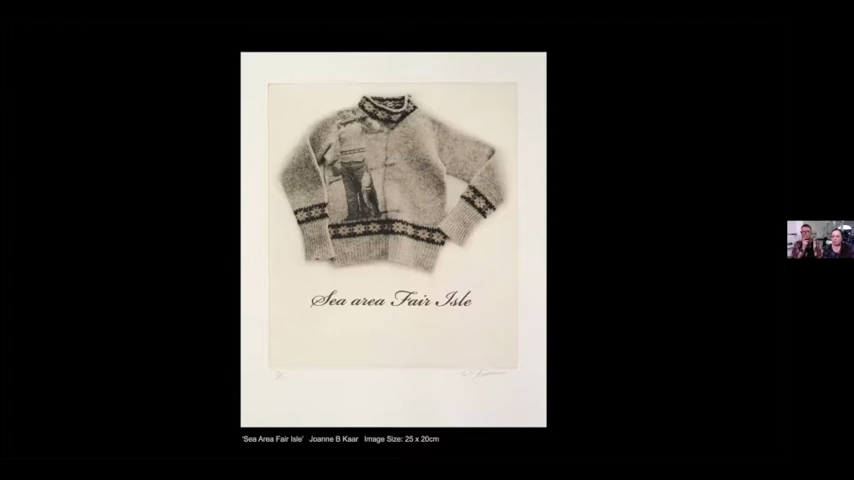 Sea area Fair Isle
'Sea Area Fair Isle' Joanne B Kaar Image Size: 25 x 20cm